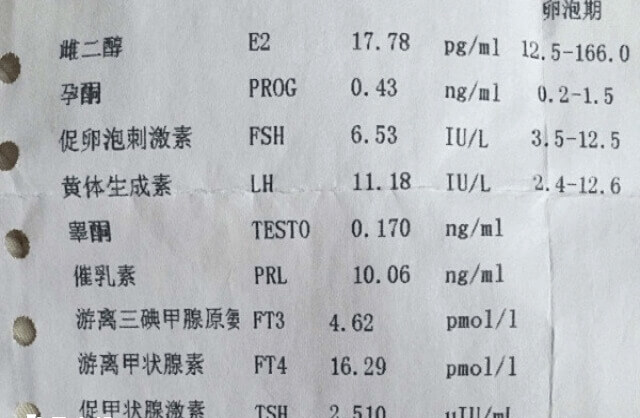 卵泡期
雌二醇 E2 17.78 pg/ml 12.5-166.0
孕酮 PROG 0.43 ng/ml 0.2-1.5
促卵泡刺激素 FSH 6.53 IU/L 3.5-12.5
黄体生成素 LH 11.18 IU/L 2.4-12.6
睾酮 TESTO 0.170 ng/ml
催乳素 PRL 10.06 ng/ml
游离三碘甲腺原氨 FT3 4.62 pmol/l
游离甲状腺素 FT4 16.29 pmol/l
促甲状腺激素 TSH 2.510 uIU/mL